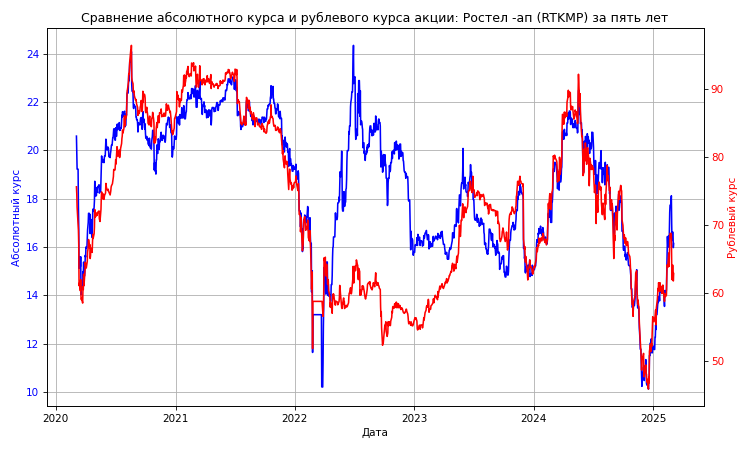 Сравнение абсолютного курса и рублевого курса акции: Ростел -ап (RTKMP) за пять лет
24
22
20
18
16
14
12
10
Абсолютный курс
90
80
70
60
50
Рублевый курс
2020 2021 2022 2023 2024 2025
Дата